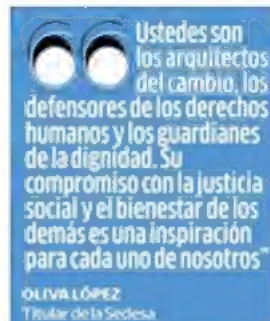 Ustedes son
los arquitectos
del cambio, los
defensores de los derechos
humanos y los guardianes
de la dignidad. Su
compromiso con la justicia
social y el bienestar de los
demás es una inspiración
para cada uno de nosotros"
OLIVA LÓPEZ
Titular de la Sedesa